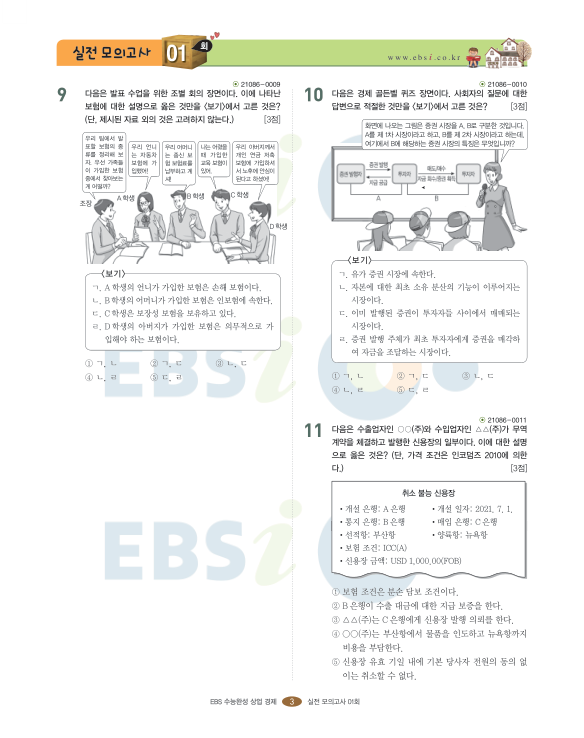 실전 모의고사 01 회
www.ebsi.co.kr
21086-0009
9 다음은 발표 수업을 위한 조별 회의 장면이다. 이에 나타난
보험에 대한 설명으로 옳은 것만을 <보기>에서 고른 것은?
(단, 제시된 자료 외의 것은 고려하지 않는다.) [3점]
우리 팀에서 발
표할 보험의 종
류를 정리해 보
자. 우선 가족들
이 가입한 보험
중에서 찾아보는
게 어떨까?
우리 언니
는 자동차
보험에 가
입했어!
우리 어머니
는 출산 보
험 보험료를
납부하고 계
셔!
나는 어렸을
때 가입한
교육 보험이
있어.
우리 아버지께서
개인 연금 저축
보험에 가입하셔
서 노후에 안심이
된다고 하셨어!
조장
A 학생
B 학생
C 학생
D 학생
<보기>
ㄱ. A 학생의 언니가 가입한 보험은 손해 보험이다.
ㄴ. B 학생의 어머니가 가입한 보험은 인보험에 속한다.
ㄷ. C 학생은 보장성 보험을 보유하고 있다.
ㄹ. D 학생의 아버지가 가입한 보험은 의무적으로 가
입해야 하는 보험이다.
① ㄱ, ㄴ ② ㄱ, ㄷ ③ ㄴ, ㄷ
④ ㄴ, ㄹ ⑤ ㄷ, ㄹ
21086-0010
10 다음은 경제 골든벨 퀴즈 장면이다. 사회자의 질문에 대한
답변으로 적절한 것만을 <보기>에서 고른 것은? [3점]
화면에 나오는 그림은 증권 시장을 A, B로 구분한 것입니다.
A를 제1차 시장이라고 하고, B를 제2차 시장이라고 하는데,
여기에서 B에 해당하는 증권 시장의 특징은 무엇입니까?
증권 발행자
증권 발행
자금 공급
투자자
매도/매수
자금 회수/증권 획득
투자자
A
B
<보기>
ㄱ. 유가 증권 시장에 속한다.
ㄴ. 자본에 대한 최초 소유 분산의 기능이 이루어지는
시장이다.
ㄷ. 이미 발행된 증권이 투자자들 사이에서 매매되는
시장이다.
ㄹ. 증권 발행 주체가 최초 투자자에게 증권을 매각하
여 자금을 조달하는 시장이다.
① ㄱ, ㄴ ② ㄱ, ㄷ ③ ㄴ, ㄷ
④ ㄴ, ㄹ ⑤ ㄷ, ㄹ
21086-0011
11 다음은 수출업자인 ○○(주)와 수입업자인 △△(주)가 무역
계약을 체결하고 발행한 신용장의 일부이다. 이에 대한 설명
으로 옳은 것은? (단, 가격 조건은 인코텀즈 2010에 의한
다.) [3점]
취소 불능 신용장
• 개설 은행: A 은행 • 개설 일자: 2021. 7. 1.
• 통지 은행: B 은행 • 매입 은행: C 은행
• 선적항: 부산항 • 양륙항: 뉴욕항
• 보험 조건: ICC(A)
• 신용장 금액: USD 1,000.00(FOB)
① 보험 조건은 분손 담보 조건이다.
② B 은행이 수출 대금에 대한 지급 보증을 한다.
③ △△(주)는 C 은행에게 신용장 발행 의뢰를 한다.
④ ○○(주)는 부산항에서 물품을 인도하고 뉴욕항까지
비용을 부담한다.
⑤ 신용장 유효 기일 내에 기본 당사자 전원의 동의 없
이는 취소할 수 없다.
EBS 수능완성 상업 경제 3 실전 모의고사 01회
EBSi
EBSi